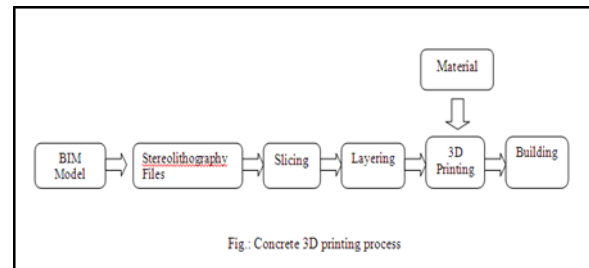 Material
BIM
Model
Stereolithography
Files
Slicing
Layering
3D
Printing
Building
Fig.: Concrete 3D printing process